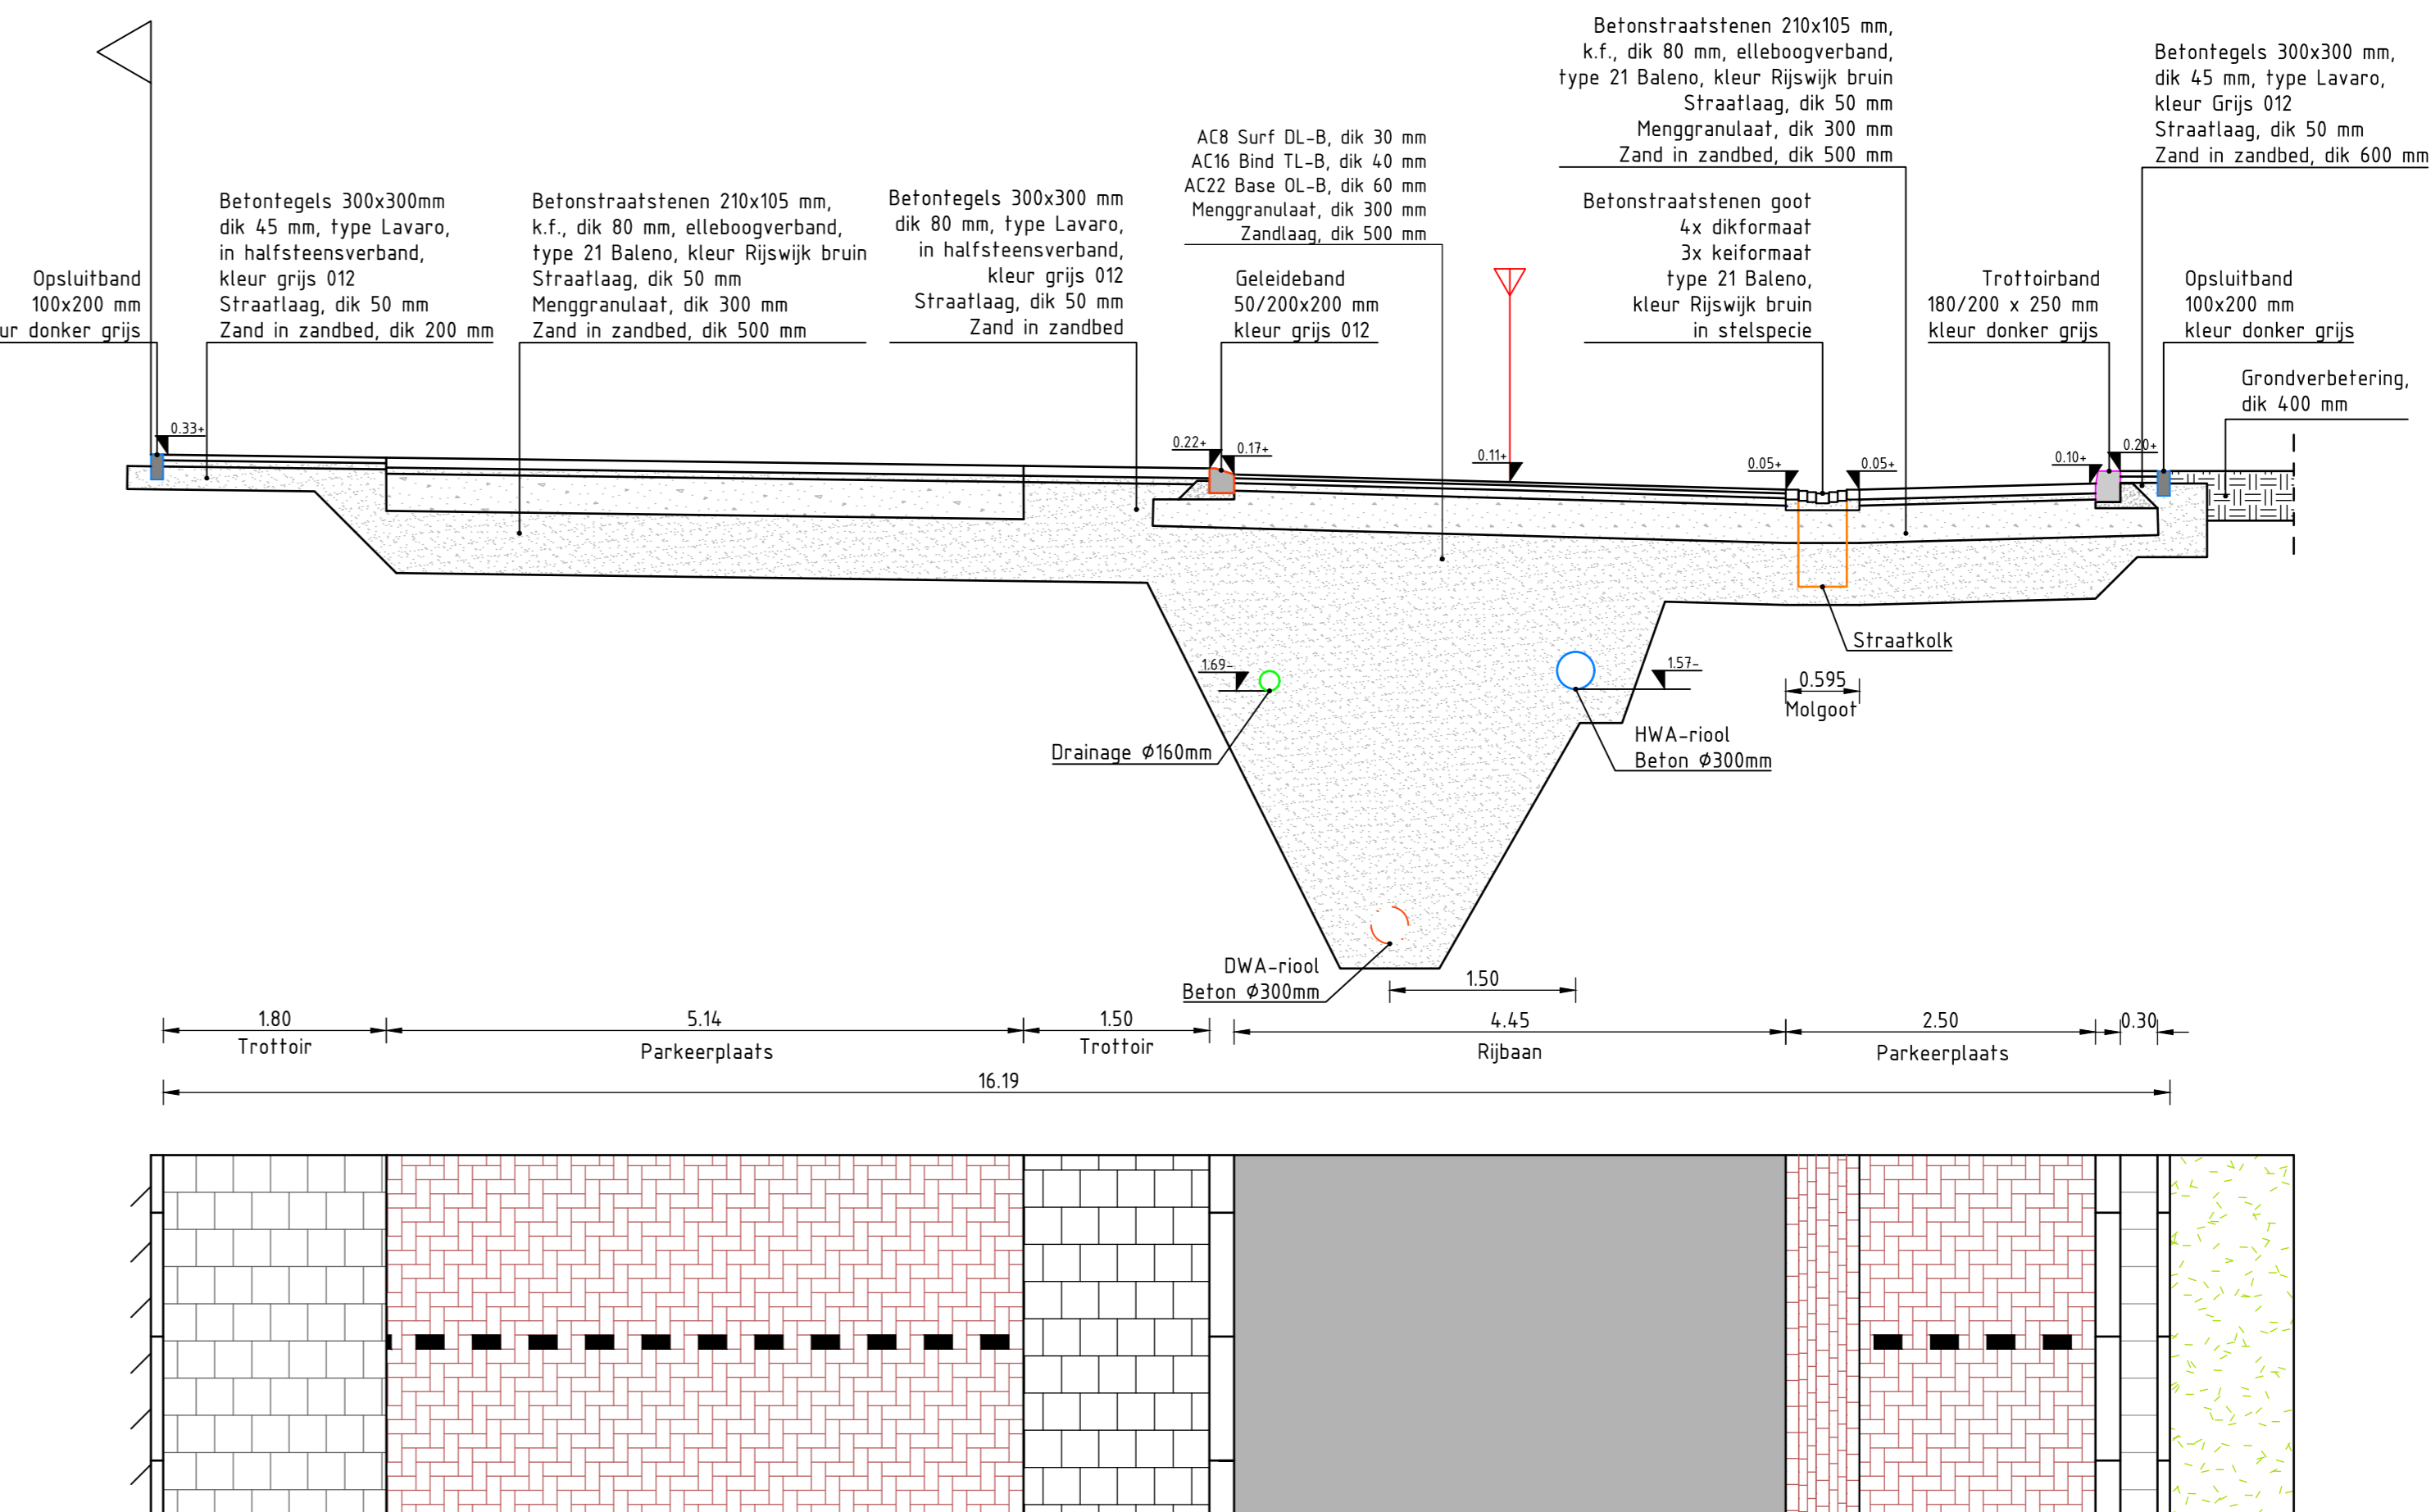 Betonstraatstenen 210x105 mm,
k.f., dik 80 mm, elleboogverband,
type 21 Baleno, kleur Rijswijk bruin
Straatlaag, dik 50 mm
Menggranulaat, dik 300 mm
Zand in zandbed, dik 500 mm
Betontegels 300x300 mm,
dik 45 mm, type Lavaro,
kleur Grijs 012
Straatlaag, dik 50 mm
Zand in zandbed, dik 600 mm
AC8 Surf DL-B, dik 30 mm
AC16 Bind TL-B, dik 40 mm
AC22 Base OL-B, dik 60 mm
Menggranulaat, dik 300 mm
Zandlaag, dik 500 mm
Opsluitband
100x200 mm
ur donker grijs
Betontegels 300x300mm
dik 45 mm, type Lavaro,
in halfsteensverband,
kleur grijs 012
Straatlaag, dik 50 mm
Zand in zandbed, dik 200 mm
Betonstraatstenen 210x105 mm,
k.f., dik 80 mm, elleboogverband,
type 21 Baleno, kleur Rijswijk bruin
Straatlaag, dik 50 mm
Menggranulaat, dik 300 mm
Zand in zandbed, dik 500 mm
Betontegels 300x300 mm
dik 80 mm, type Lavaro,
in halfsteensverband,
kleur grijs 012
Straatlaag, dik 50 mm
Zand in zandbed
Geleideband
50/200x200 mm
kleur grijs 012
Betonstraatstenen goot
4x dikformaat
3x keiformaat
type 21 Baleno,
kleur Rijswijk bruin
in stelspecie
Trottoirband
180/200 x 250 mm
kleur donker grijs
Opsluitband
100x200 mm
kleur donker grijs
Grondverbetering,
dik 400 mm
0.33+
0.22+
0.17+
0.11+
0.05+
0.05+
0.10+
0.20+
Straatkolk
1.69-
1.57-
0.595
Molgoot
Drainage Ø160mm
HWA-riool
Beton Ø300mm
DWA-riool
Beton Ø300mm
1.50
1.80
Trottoir
5.14
Parkeerplaats
1.50
Trottoir
4.45
Rijbaan
2.50
Parkeerplaats
0.30
16.19